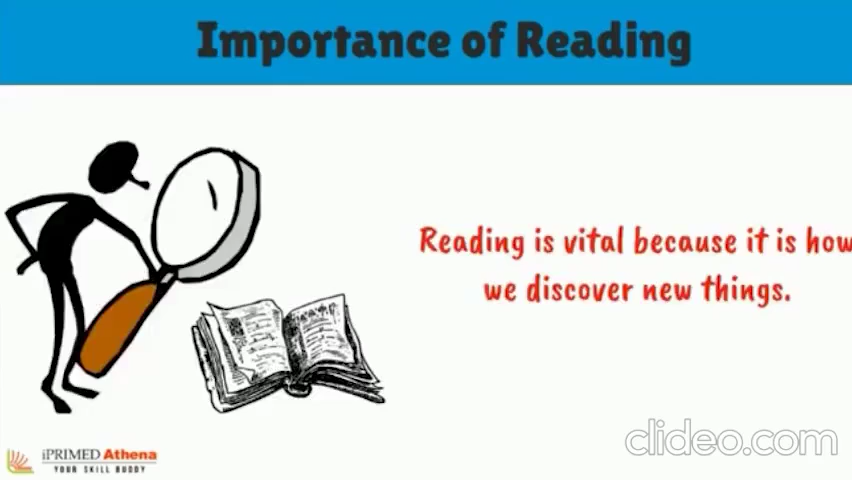 Importance of Reading
Reading is vital because it is how
we discover new things.
clideo.com
iPRIMED Athena
YOUR SKILL BUDDY